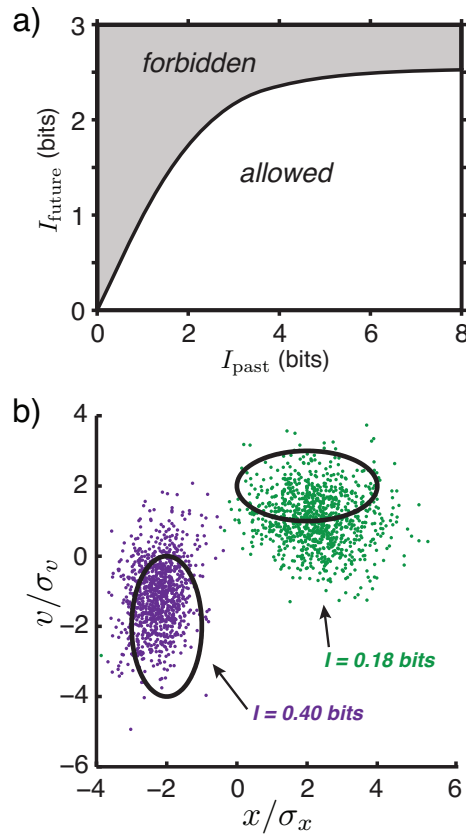 a)
3
2
1
0
I_future (bits)
forbidden
allowed
0 2 4 6 8
I_past (bits)
b)
4
2
0
−2
−4
−6
v/σ_v
I = 0.18 bits
I = 0.40 bits
−4 −2 0 2 4 6
x/σ_x